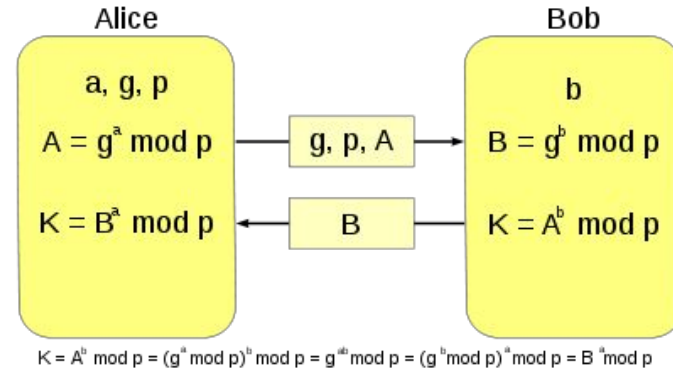 Alice
Bob
a, g, p
A = gᵃ mod p
K = Bᵃ mod p
g, p, A
B
b
B = gᵇ mod p
K = Aᵇ mod p
K = Aᵇ mod p = (gᵃ mod p)ᵇ mod p = gᵃᵇ mod p = (gᵇ mod p)ᵃ mod p = Bᵃ mod p